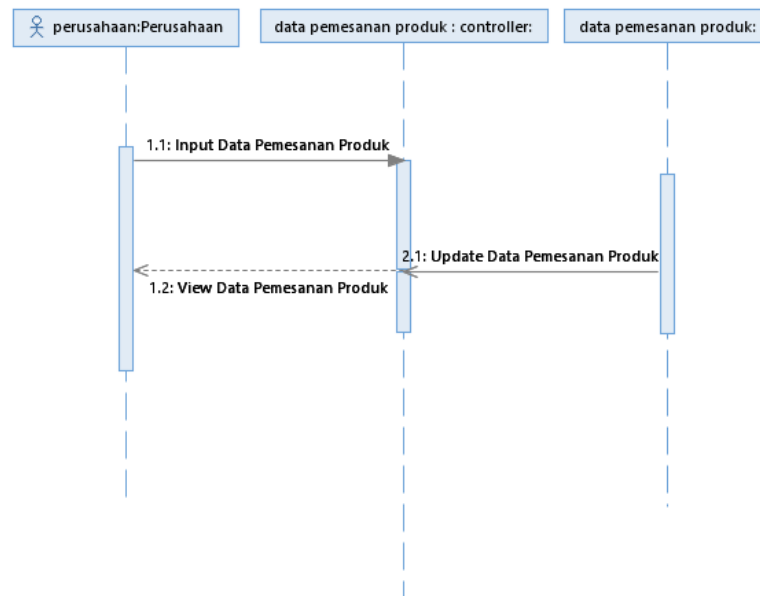 perusahaan:Perusahaan
data pemesanan produk : controller:
data pemesanan produk:
1.1: Input Data Pemesanan Produk
2.1: Update Data Pemesanan Produk
1.2: View Data Pemesanan Produk